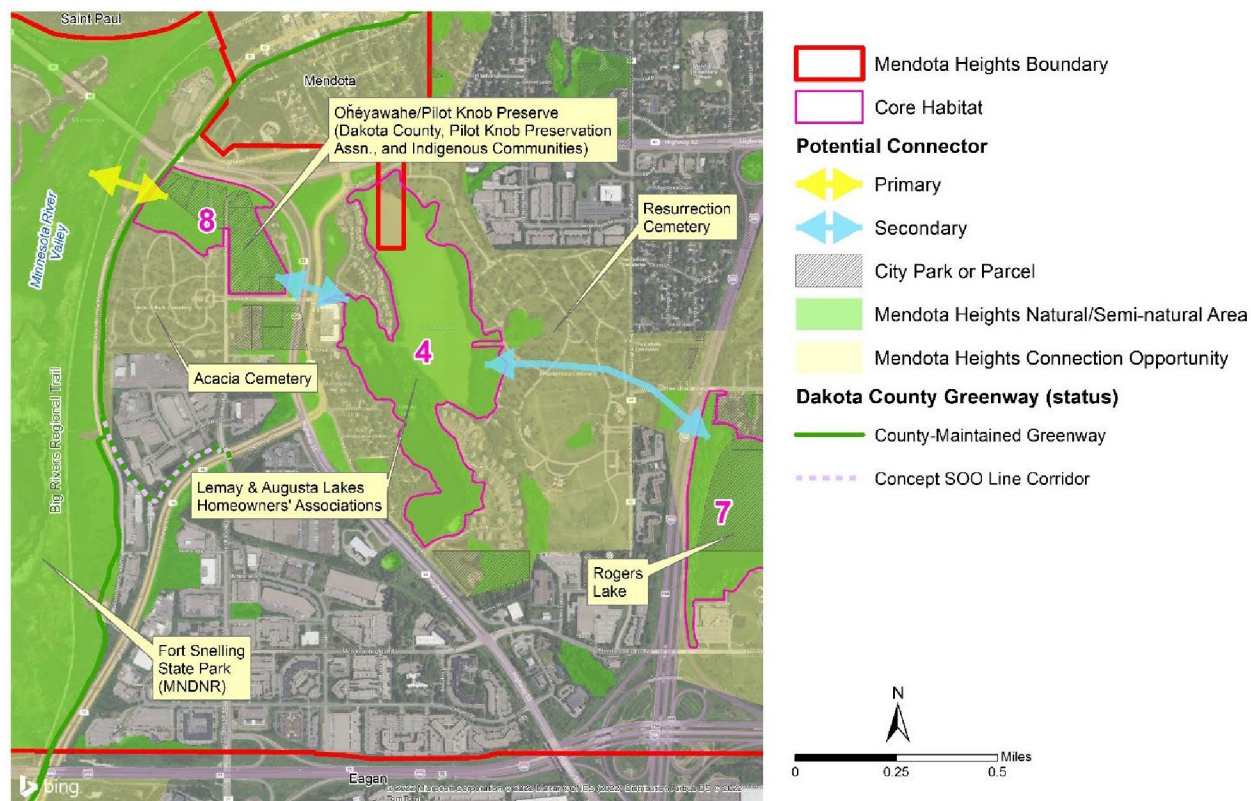 Saint Paul
Mendota
Oȟéyawahe/Pilot Knob Preserve
(Dakota County, Pilot Knob Preservation
Assn., and Indigenous Communities)
8
Resurrection
Cemetery
Minnesota River
Valley
4
Acacia Cemetery
Big Rivers Regional Trail
Lemay & Augusta Lakes
Homeowners' Associations
7
Rogers
Lake
Fort Snelling
State Park
(MNDNR)
Eagan
bing
Mendota Heights Boundary
Core Habitat
Potential Connector
Primary
Secondary
City Park or Parcel
Mendota Heights Natural/Semi-natural Area
Mendota Heights Connection Opportunity
Dakota County Greenway (status)
County-Maintained Greenway
Concept SOO Line Corridor
N
Miles
0 0.25 0.5